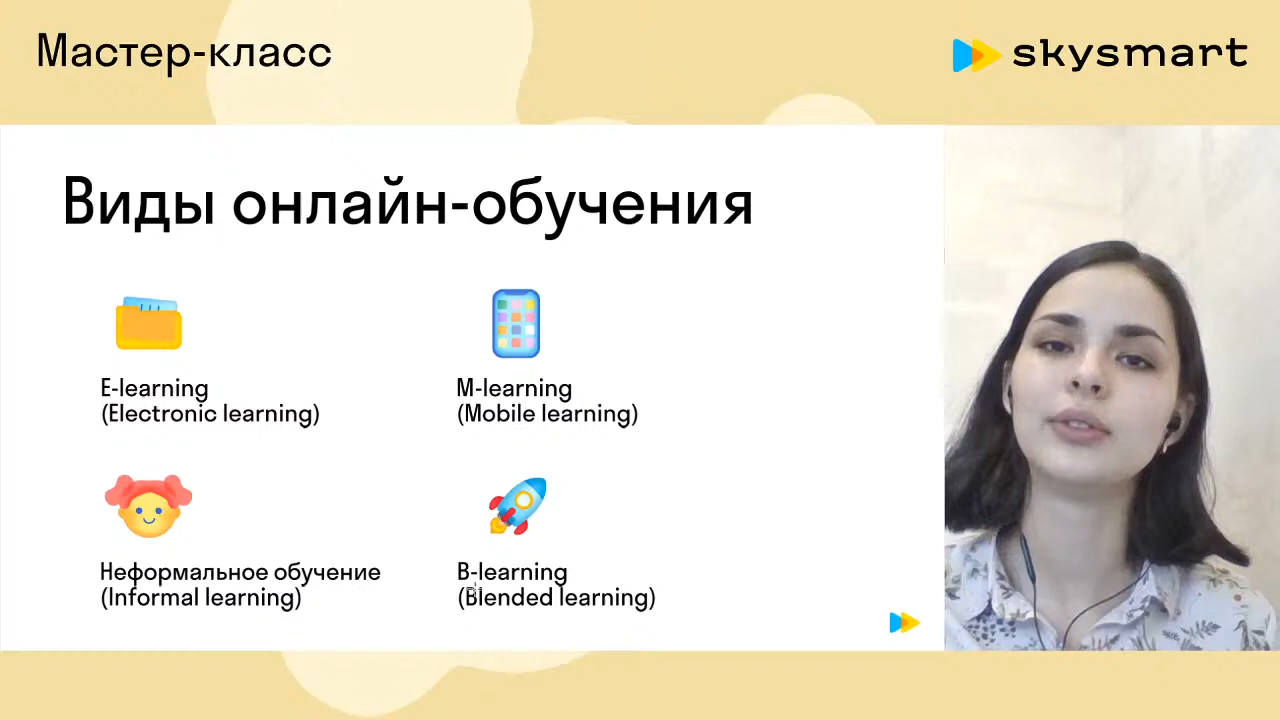 Мастер-класс
skysmart
Виды онлайн-обучения
E-learning
(Electronic learning)
M-learning
(Mobile learning)
Неформальное обучение
(Informal learning)
B-learning
(Blended learning)